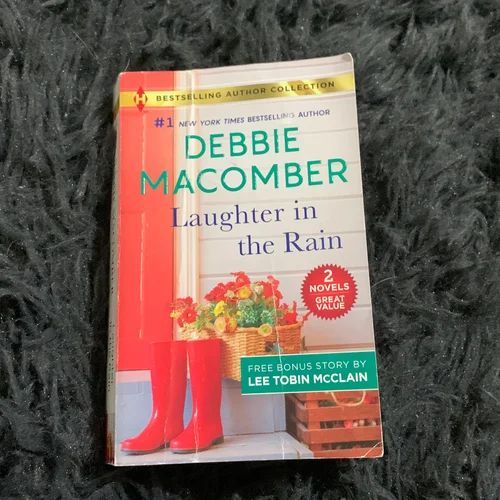 BESTSELLING AUTHOR COLLECTION
#1 NEW YORK TIMES BESTSELLING AUTHOR
DEBBIE
MACOMBER
Laughter in
the Rain
2
NOVELS
GREAT
VALUE
FREE BONUS STORY BY
LEE TOBIN MCCLAIN